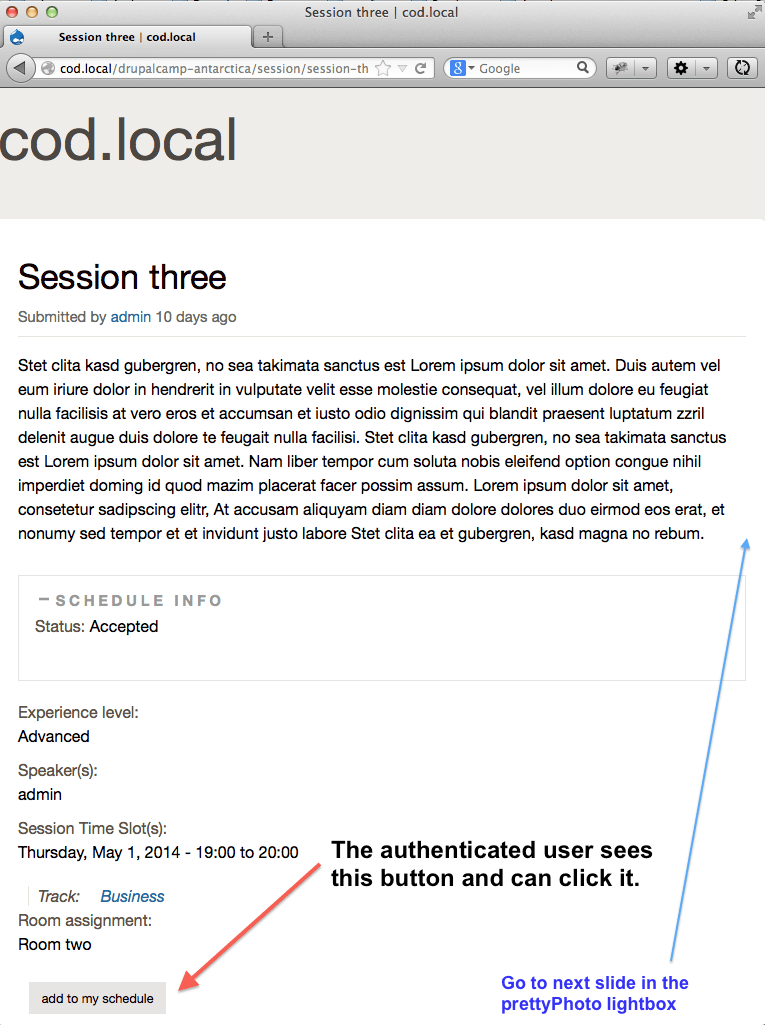 Session three | cod.local
Session three | cod.local
cod.local/drupalcamp-antarctica/session/session-th
Google
cod.local
Session three
Submitted by admin 10 days ago
Stet clita kasd gubergren, no sea takimata sanctus est Lorem ipsum dolor sit amet. Duis autem vel
eum iriure dolor in hendrerit in vulputate velit esse molestie consequat, vel illum dolore eu feugiat
nulla facilisis at vero eros et accumsan et iusto odio dignissim qui blandit praesent luptatum zzril
delenit augue duis dolore te feugait nulla facilisi. Stet clita kasd gubergren, no sea takimata sanctus
est Lorem ipsum dolor sit amet. Nam liber tempor cum soluta nobis eleifend option congue nihil
imperdiet doming id quod mazim placerat facer possim assum. Lorem ipsum dolor sit amet,
consetetur sadipscing elitr, At accusam aliquyam diam diam dolore dolores duo eirmod eos erat, et
nonumy sed tempor et et invidunt justo labore Stet clita ea et gubergren, kasd magna no rebum.
SCHEDULE INFO
Status: Accepted
Experience level:
Advanced
Speaker(s):
admin
Session Time Slot(s):
Thursday, May 1, 2014 - 19:00 to 20:00
The authenticated user sees
this button and can click it.
Track: Business
Room assignment:
Room two
add to my schedule
Go to next slide in the
prettyPhoto lightbox